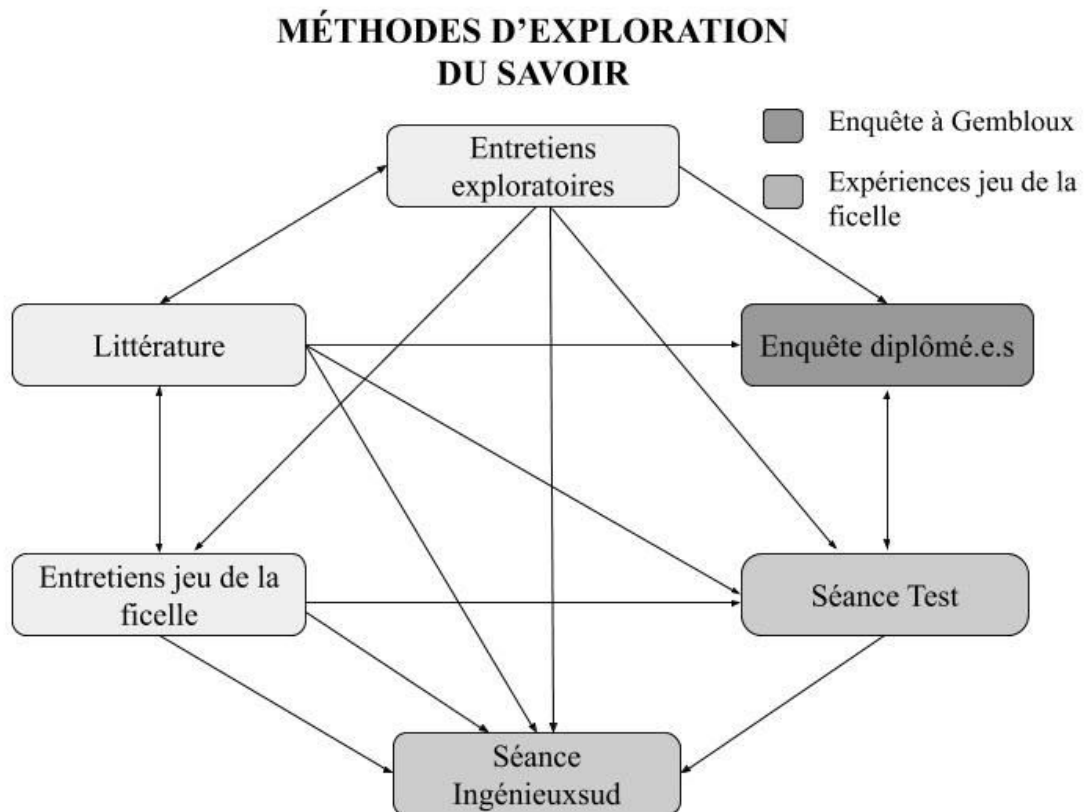 MÉTHODES D'EXPLORATION
DU SAVOIR
Enquête à Gembloux
Expériences jeu de la
ficelle
Entretiens
exploratoires
Littérature
Enquête diplômé.e.s
Entretiens jeu de la
ficelle
Séance Test
Séance
Ingénieuxsud